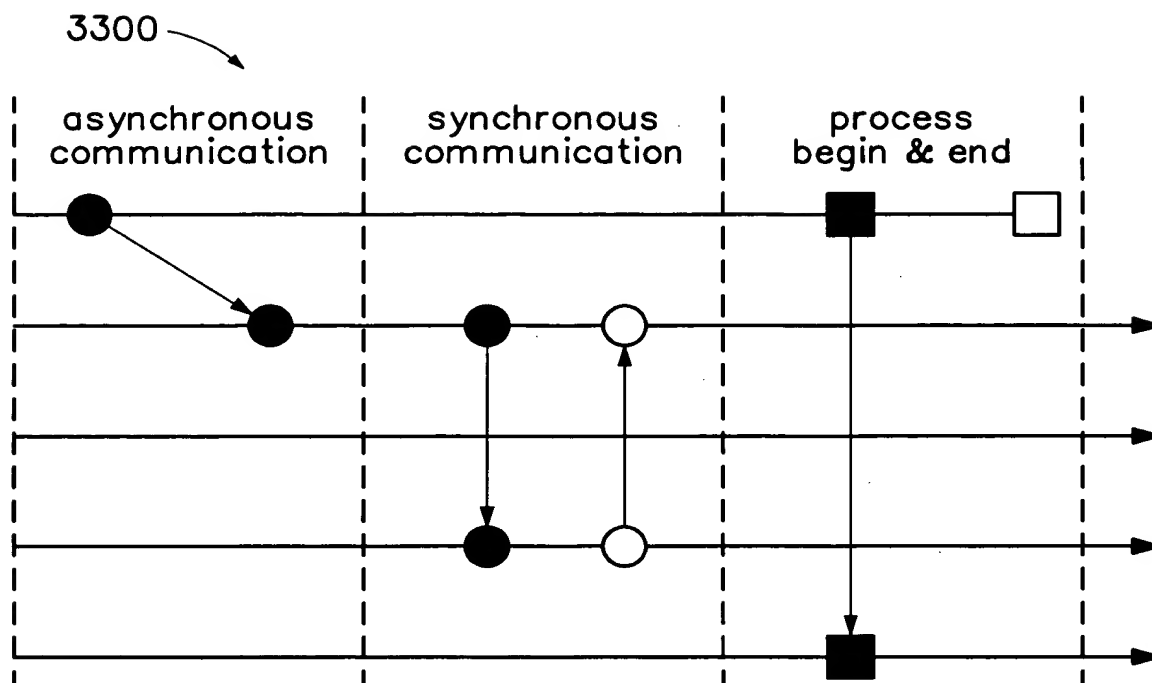 3300
asynchronous
communication
synchronous
communication
process
begin & end